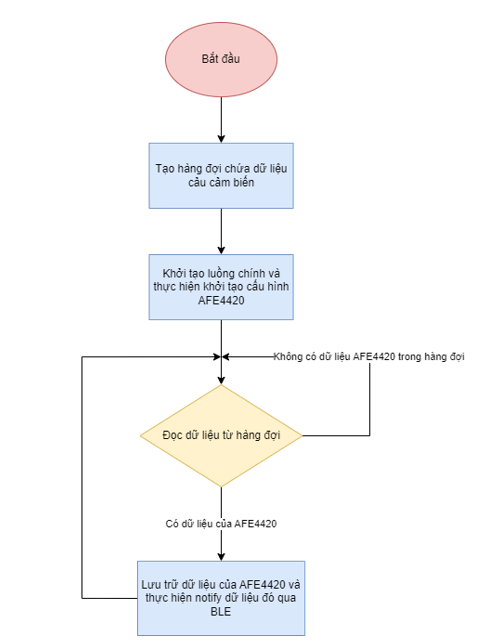 Bắt đầu
Tạo hàng đợi chứa dữ liệu
cảu cảm biến
Khởi tạo luồng chính và
thực hiện khởi tạo cấu hình
AFE4420
Không có dữ liệu AFE4420 trong hàng đợi
Đọc dữ liệu từ hàng đợi
Có dữ liệu của AFE4420
Lưu trữ dữ liệu của AFE4420 và
thực hiện notify dữ liệu đó qua
BLE